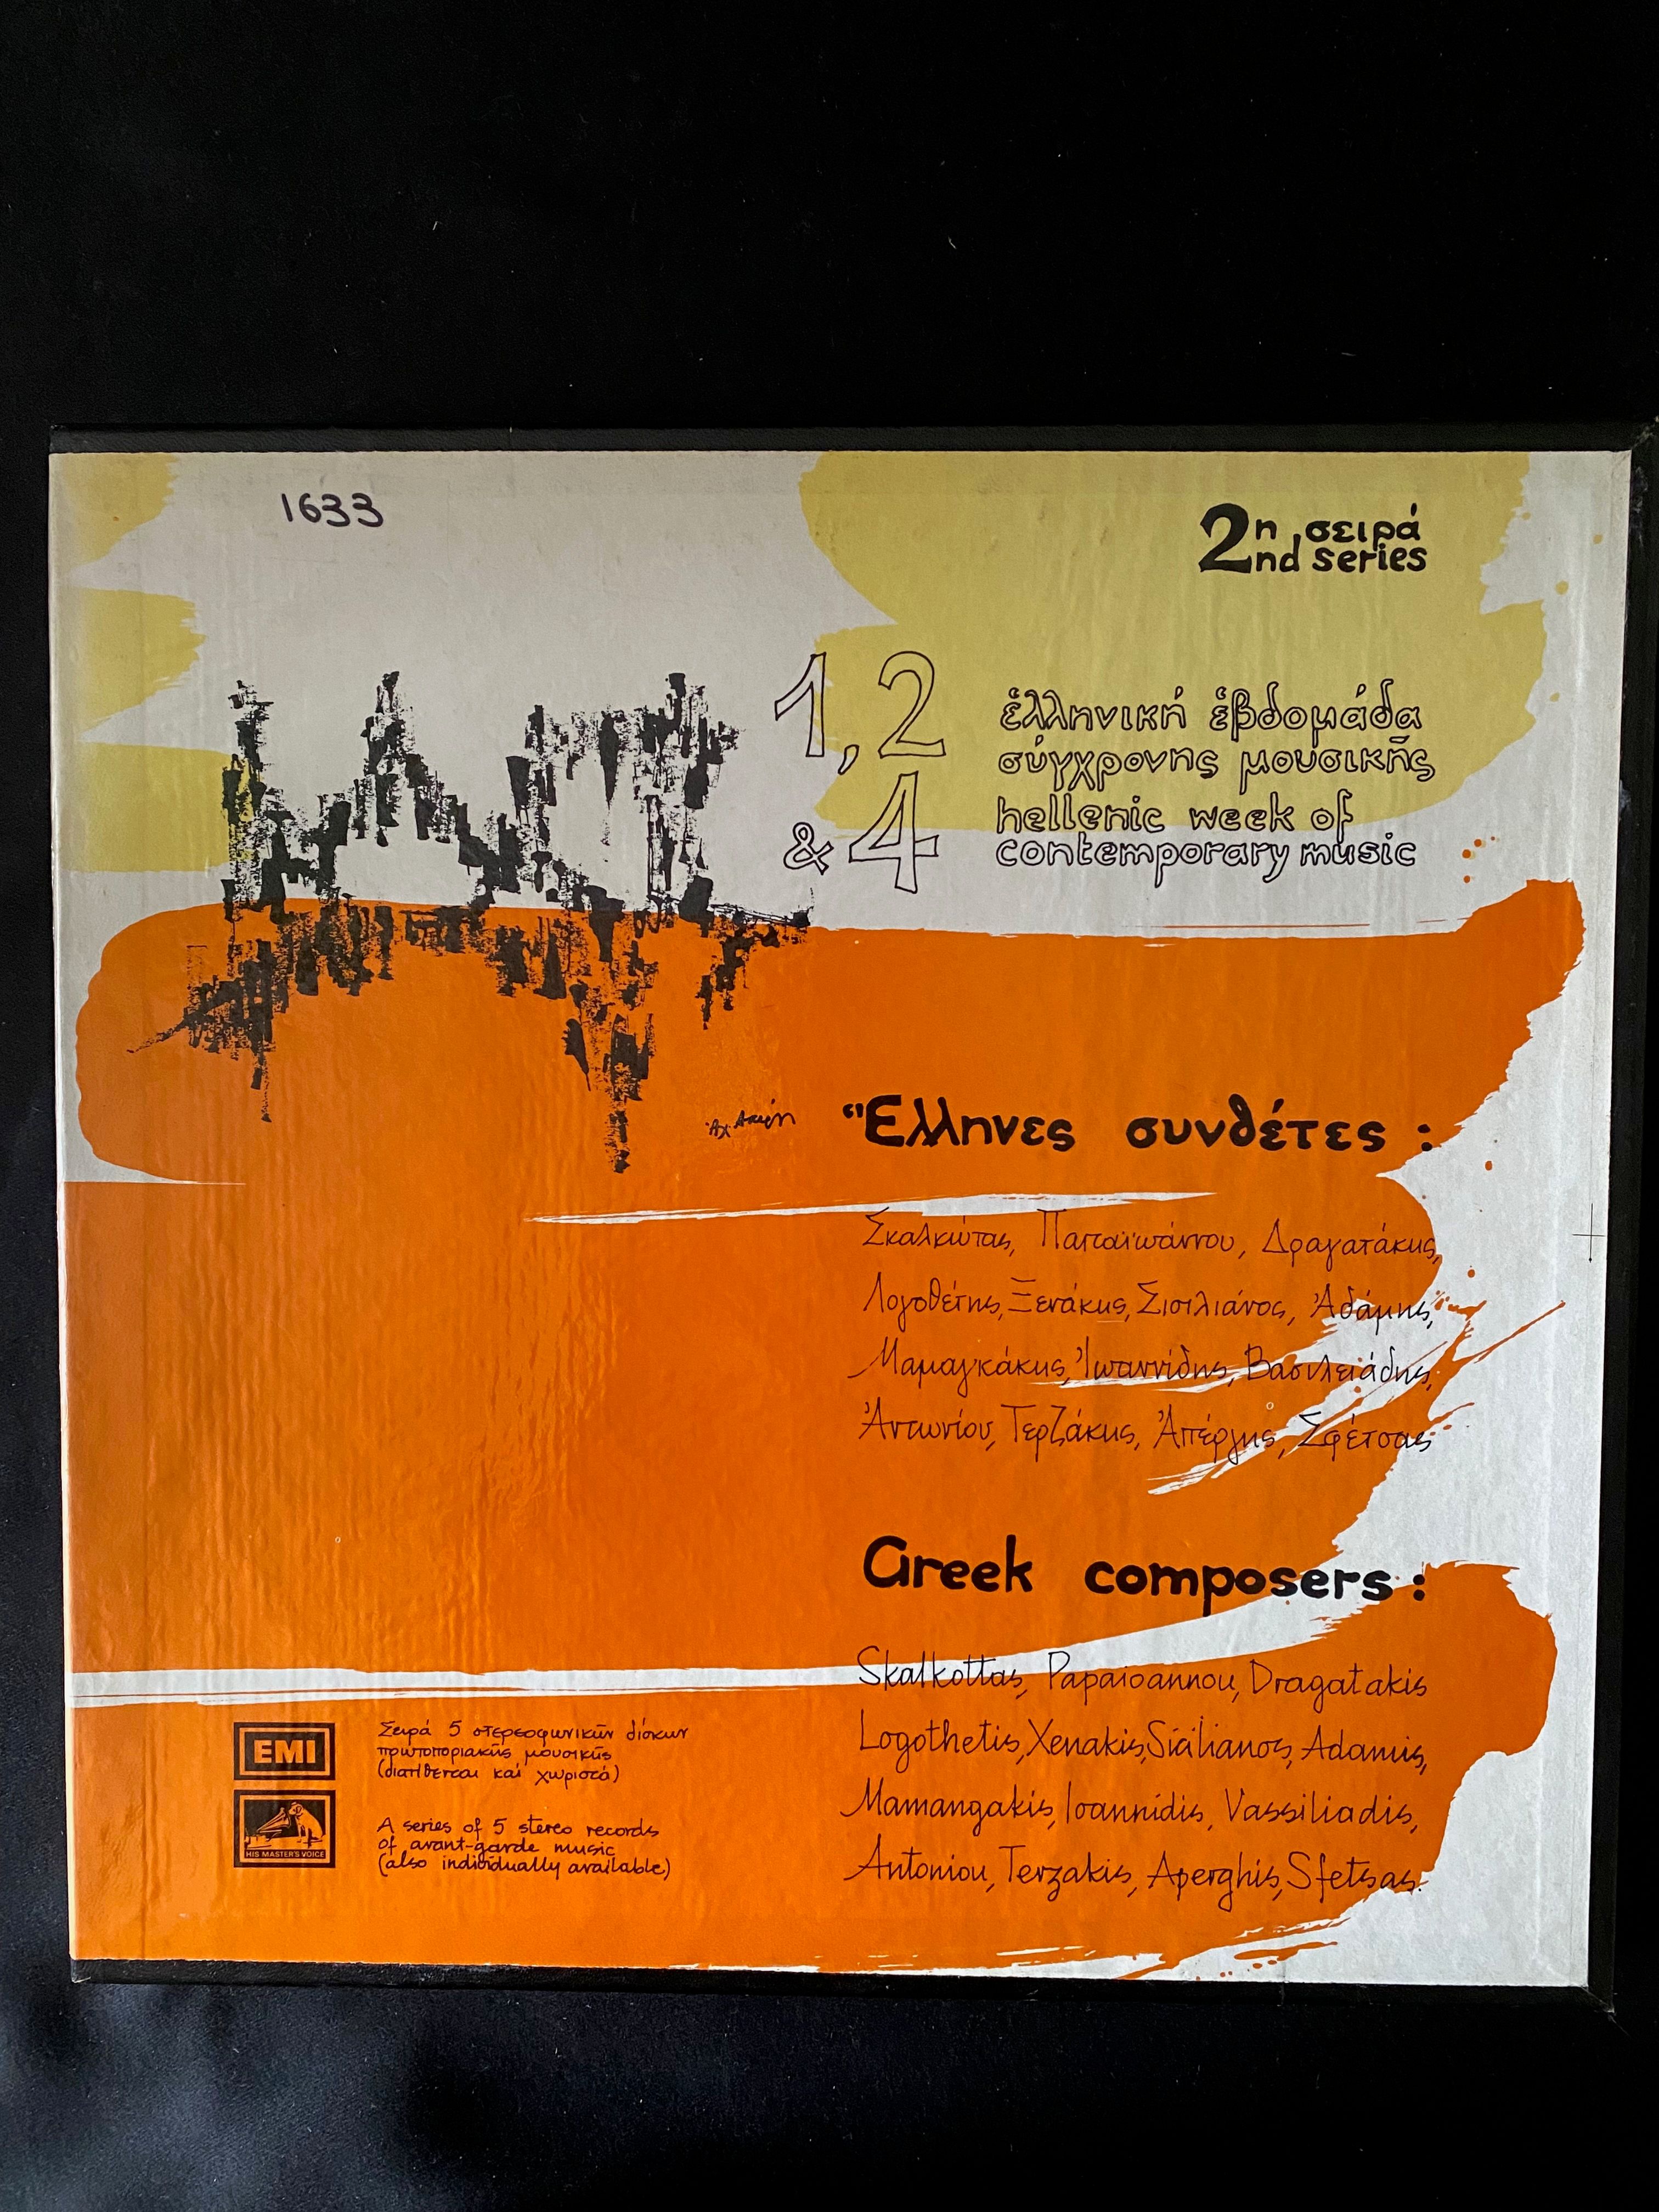 1633
2η σειρά
2nd series
1,2
& 4
ἑλληνική ἑβδομάδα
σύγχρονης μουσικῆς
hellenic week of
contemporary music
Ἕλληνες συνθέτες :
Σκαλκώτας, Παπαϊωάννου, Δραγατάκης,
Λογοθέτης, Ξενάκης, Σισιλιάνος, Ἀδάμης,
Μαμαγκάκης, Ἰωαννίδης, Βασιλειάδης,
Ἀντωνίου, Τερζάκης, Ἀπέργης, Σφέτσας
Greek composers :
Skalkottas, Papaioannou, Dragatakis
Logothetis, Xenakis, Sicilianos, Adamis,
Mamangakis, Ioannidis, Vassiliadis,
Antoniou, Terzakis, Aperghis, Sfetsas.
EMI
HIS MASTER'S VOICE
Σειρά 5 στερεοφωνικῶν δίσκων
πρωτοποριακῆς μουσικῆς
(διατίθενται καί χωριστά)
A series of 5 stereo records
of avant-garde music
(also individually available)